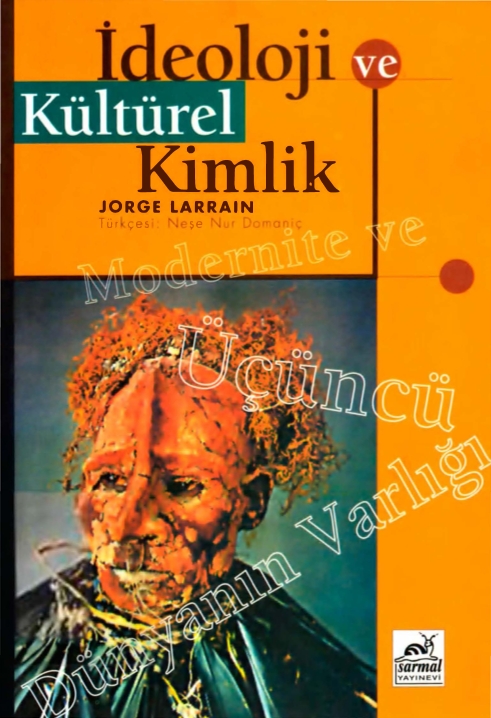 İdeoloji ve
Kültürel
Kimlik
JORGE LARRAIN
Türkçesi: Neşe Nur Domaniç
Modernite ve
Üçüncü
Dünyanın Varlığı
sarmal
YAYINEVİ